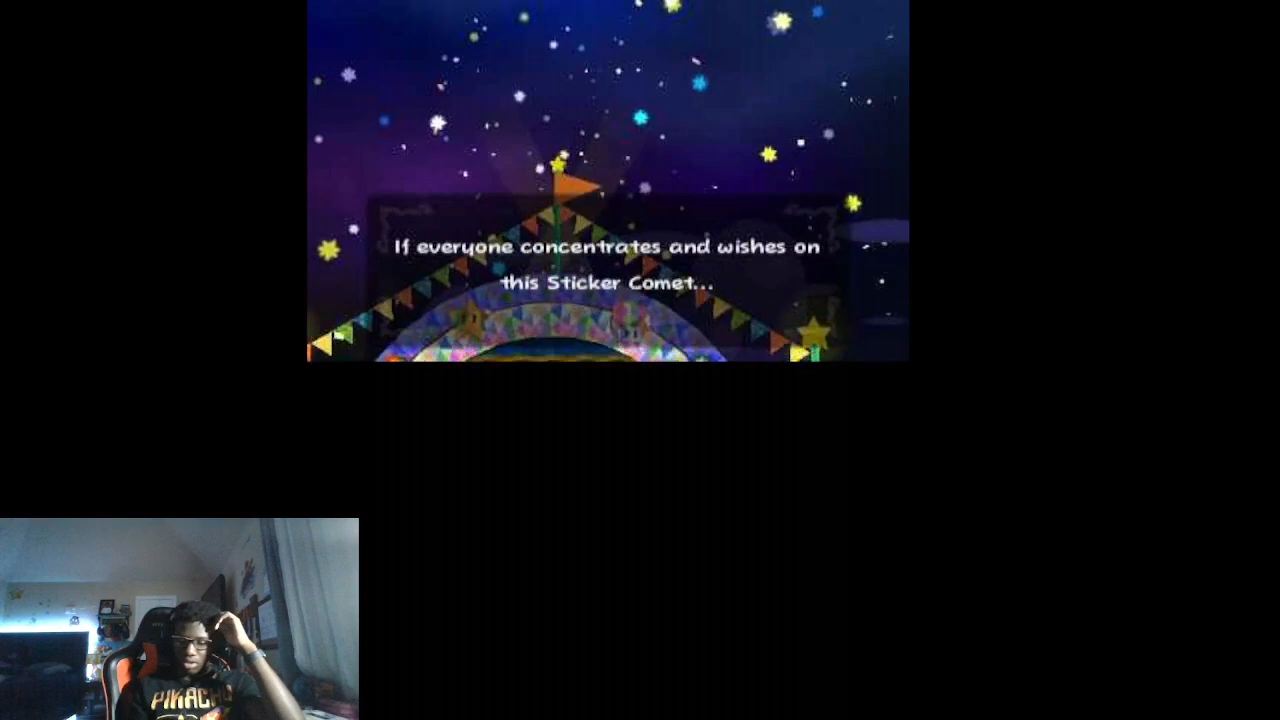 If everyone concentrates and wishes on
this Sticker Comet...
PIKACHU